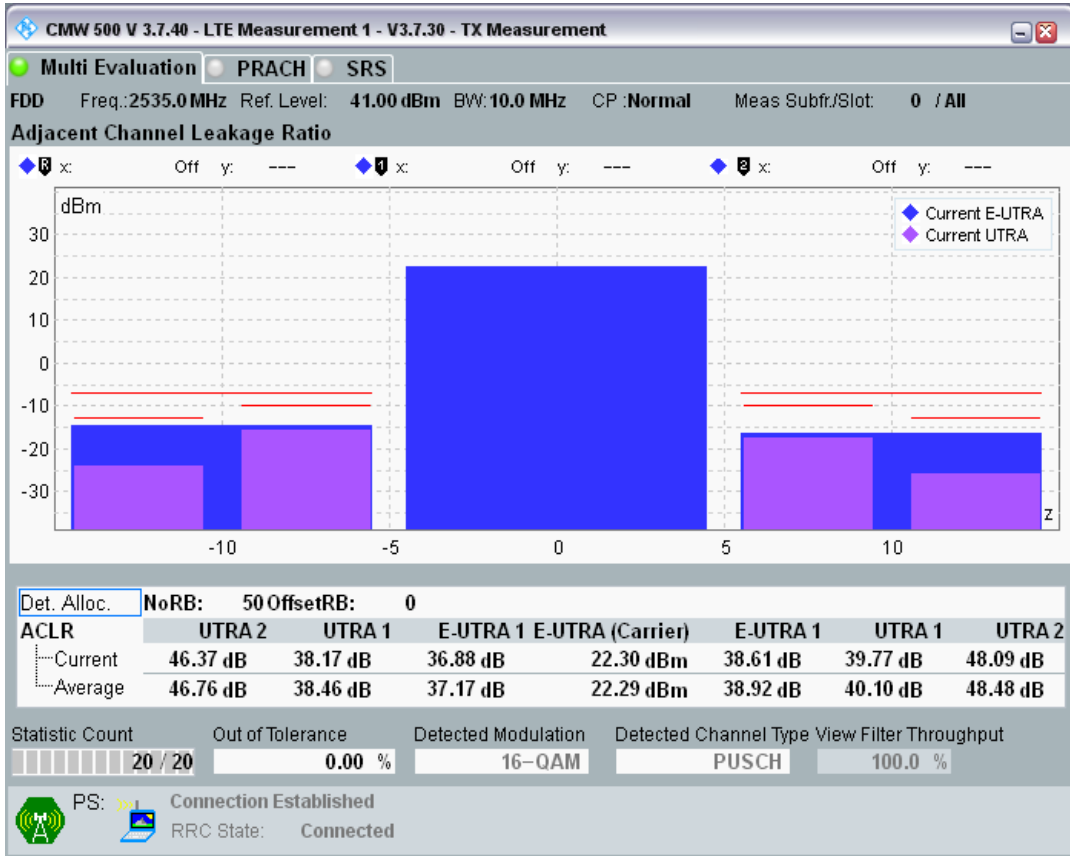 CMW 500 V 3.7.40 - LTE Measurement 1 - V3.7.30 - TX Measurement
Multi Evaluation PRACH SRS
FDD Freq.:2535.0 MHz Ref. Level: 41.00 dBm BW: 10.0 MHz CP :Normal Meas Subfr./Slot: 0 / All
Adjacent Channel Leakage Ratio
R x: Off y: --- 1 x: Off y: --- 2 x: Off y: ---
dBm
Current E-UTRA
Current UTRA
30
20
10
0
-10
-20
-30
z
-10 -5 0 5 10
Det. Alloc. NoRB: 50 OffsetRB: 0
ACLR UTRA 2 UTRA 1 E-UTRA 1 E-UTRA (Carrier) E-UTRA 1 UTRA 1 UTRA 2
Current 46.37 dB 38.17 dB 36.88 dB 22.30 dBm 38.61 dB 39.77 dB 48.09 dB
Average 46.76 dB 38.46 dB 37.17 dB 22.29 dBm 38.92 dB 40.10 dB 48.48 dB
Statistic Count Out of Tolerance Detected Modulation Detected Channel Type View Filter Throughput
20 / 20 0.00 % 16-QAM PUSCH 100.0 %
PS: Connection Established
RRC State: Connected